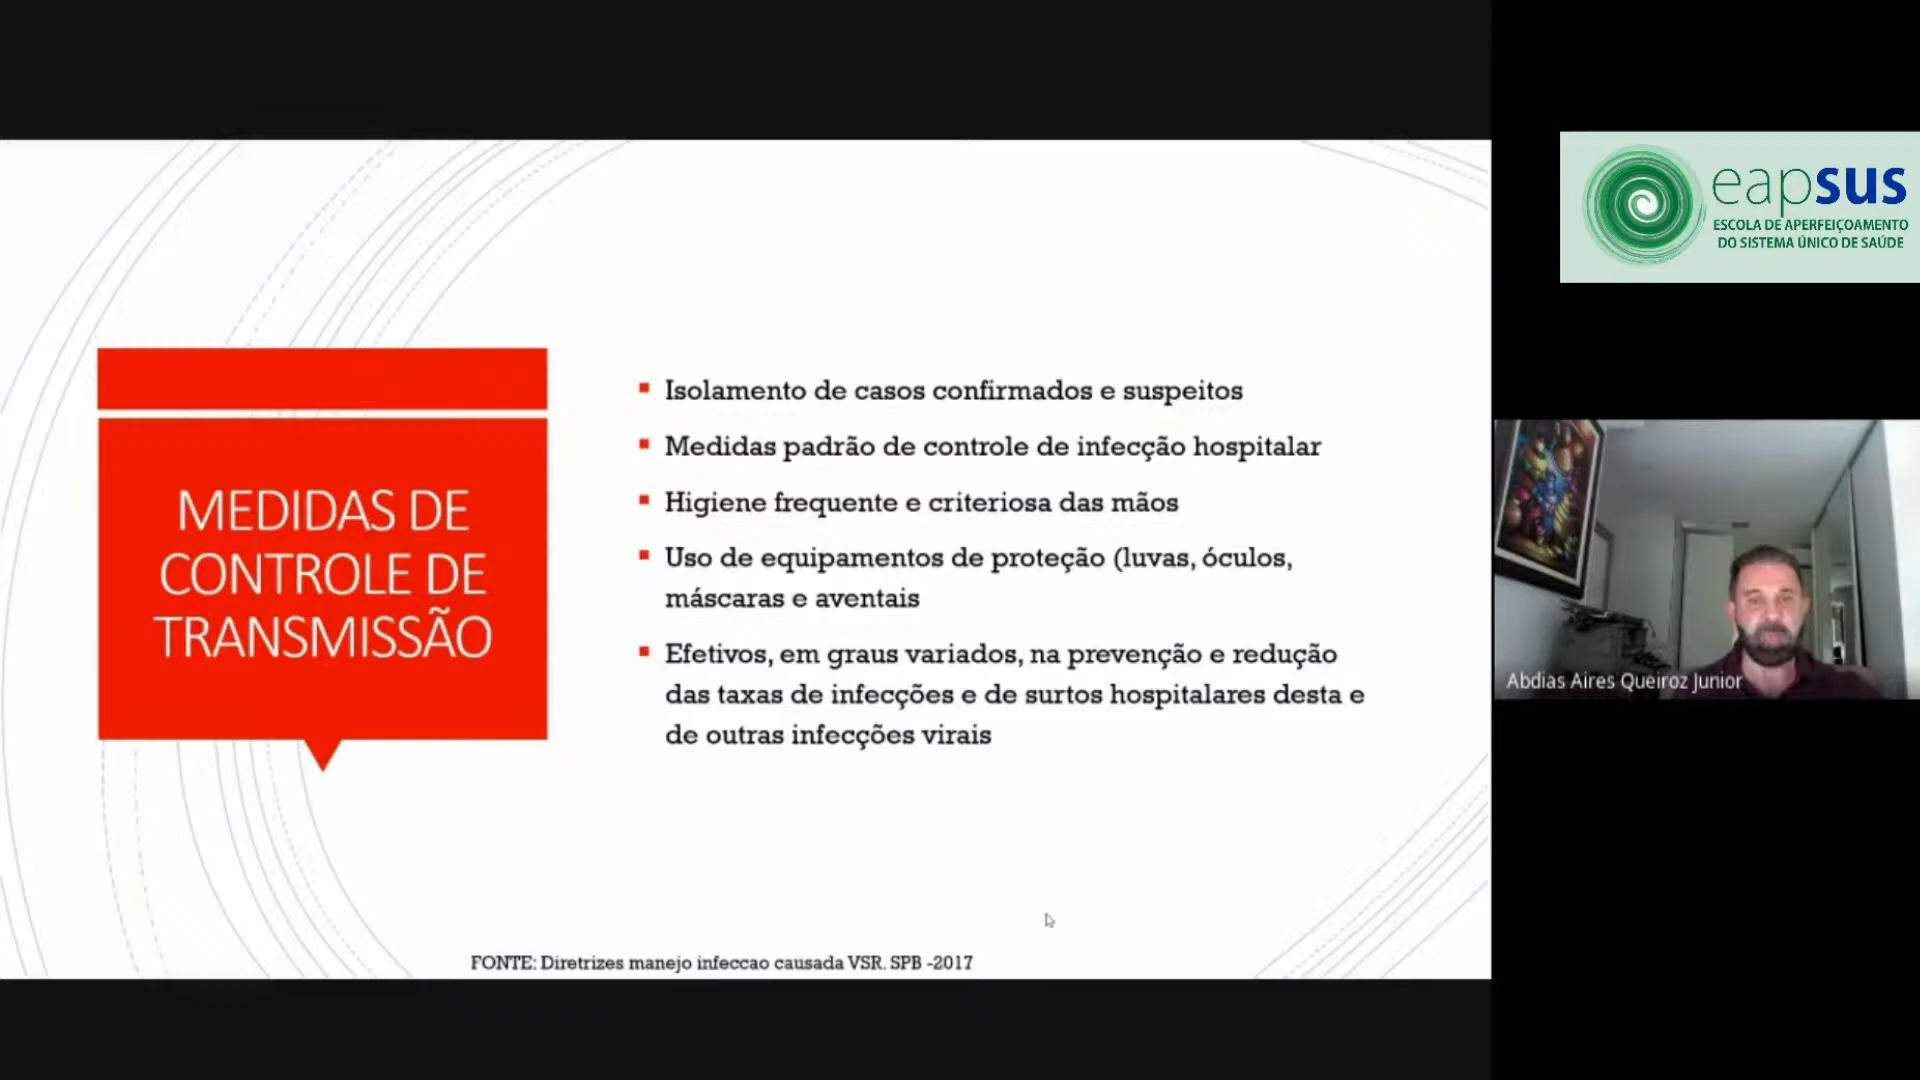 MEDIDAS DE
CONTROLE DE
TRANSMISSÃO
Isolamento de casos confirmados e suspeitos
Medidas padrão de controle de infecção hospitalar
Higiene frequente e criteriosa das mãos
Uso de equipamentos de proteção (luvas, óculos,
máscaras e aventais
Efetivos, em graus variados, na prevenção e redução
das taxas de infecções e de surtos hospitalares desta e
de outras infecções virais
FONTE: Diretrizes manejo infeccao causada VSR. SPB -2017
eapsus
ESCOLA DE APERFEIÇOAMENTO
DO SISTEMA ÚNICO DE SAÚDE
Abdias Aires Queiroz Junior